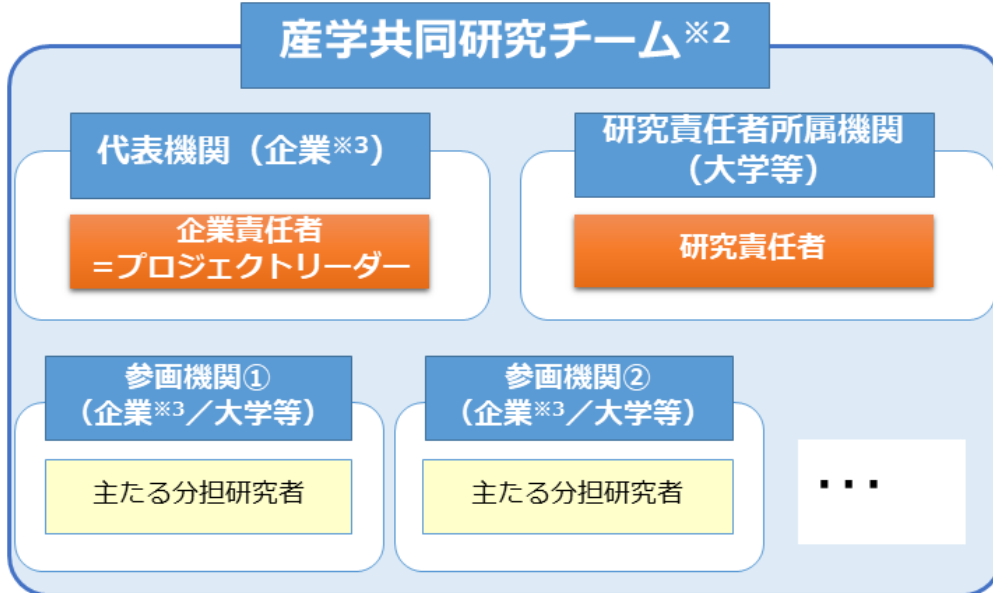 産学共同研究チーム※2
代表機関（企業※3）
研究責任者所属機関
（大学等）
企業責任者
=プロジェクトリーダー
研究責任者
参画機関①
（企業※3／大学等）
参画機関②
（企業※3／大学等）
主たる分担研究者
主たる分担研究者
･･･